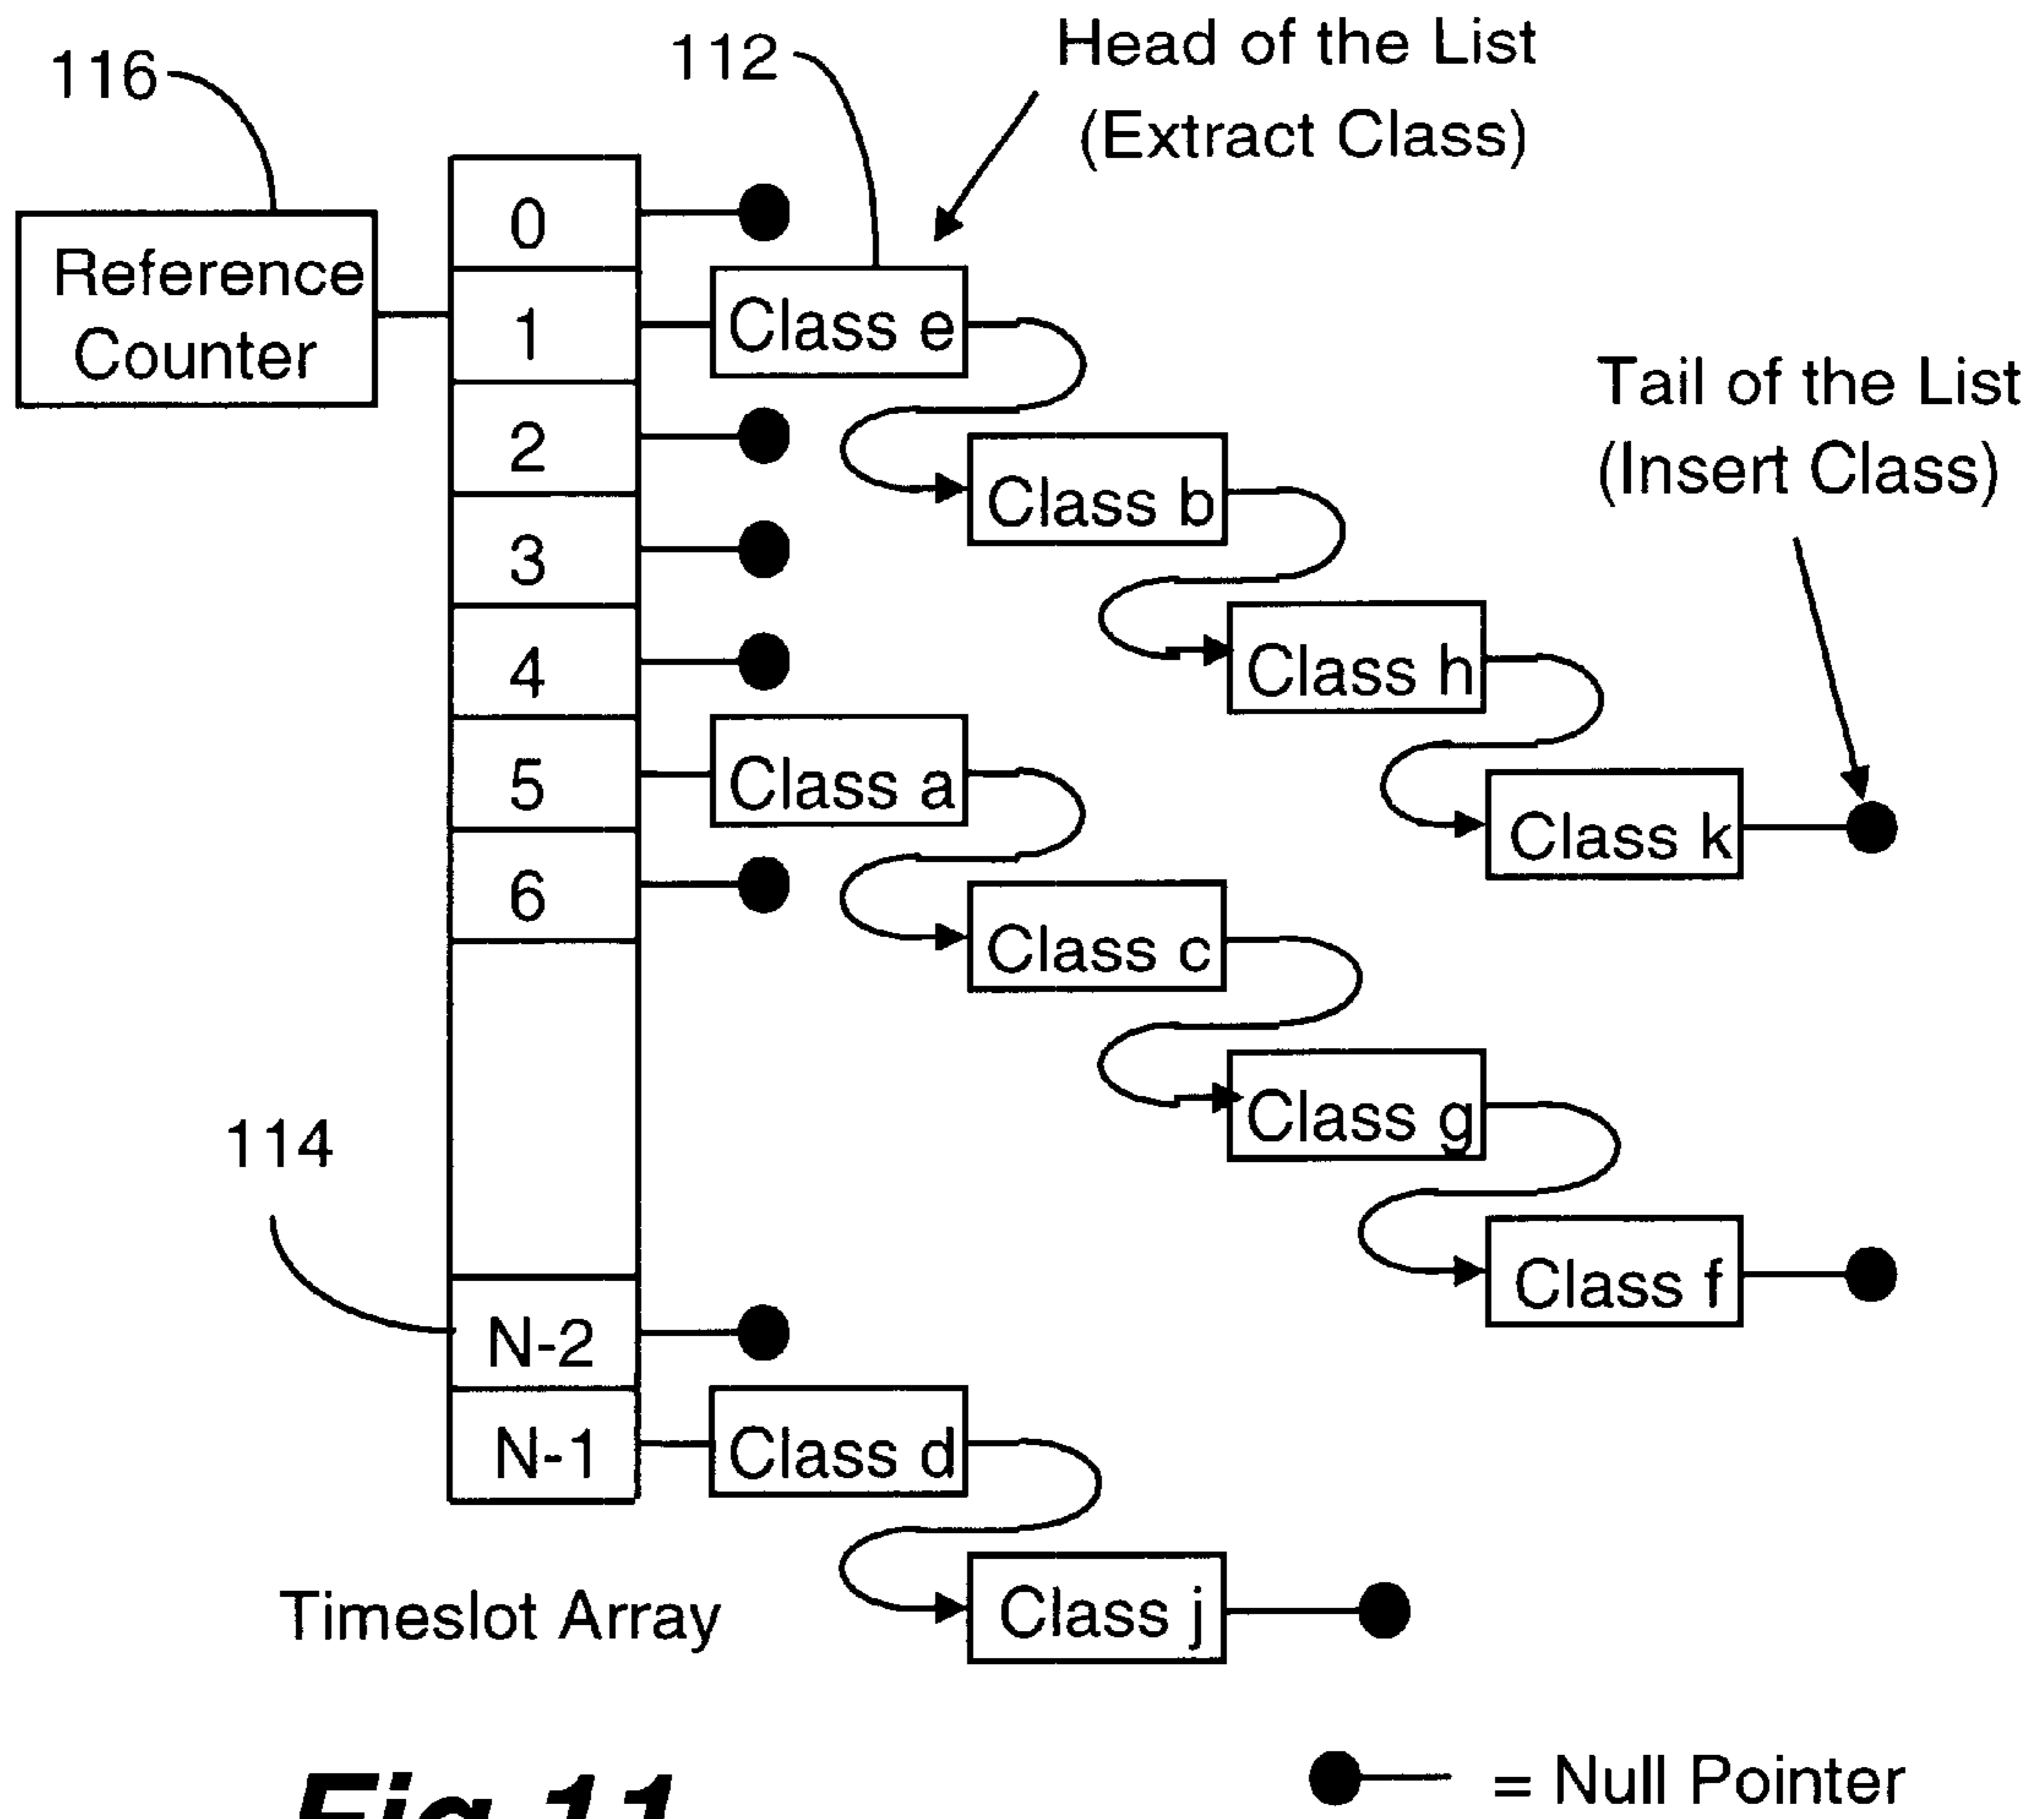 116
112
Head of the List
(Extract Class)
Reference
Counter
0
1
2
3
4
5
6
N-2
N-1
Class e
Class b
Class h
Class k
Tail of the List
(Insert Class)
Class a
Class c
Class g
Class f
114
Class d
Class j
Timeslot Array
Fig.11
= Null Pointer